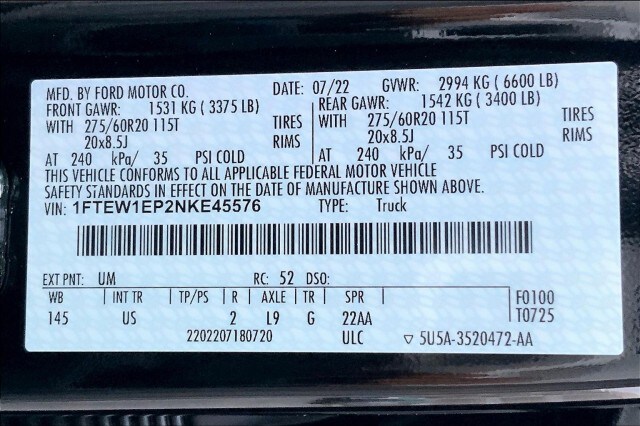 MFD. BY FORD MOTOR CO. DATE: 07/22 GVWR: 2994 KG ( 6600 LB)
FRONT GAWR: 1531 KG ( 3375 LB) REAR GAWR: 1542 KG ( 3400 LB)
WITH 275/60R20 115T TIRES WITH 275/60R20 115T TIRES
20x8.5J RIMS 20x8.5J RIMS
AT 240 kPa/ 35 PSI COLD AT 240 kPa/ 35 PSI COLD
THIS VEHICLE CONFORMS TO ALL APPLICABLE FEDERAL MOTOR VEHICLE
SAFETY STANDARDS IN EFFECT ON THE DATE OF MANUFACTURE SHOWN ABOVE.
VIN: 1FTEW1EP2NKE45576 TYPE: Truck
EXT PNT: UM RC: 52 DSO:
WB INT TR TP/PS R AXLE TR SPR F0100
145 US 2 L9 G 22AA T0725
2202207180720 ULC ▽ 5U5A-3520472-AA